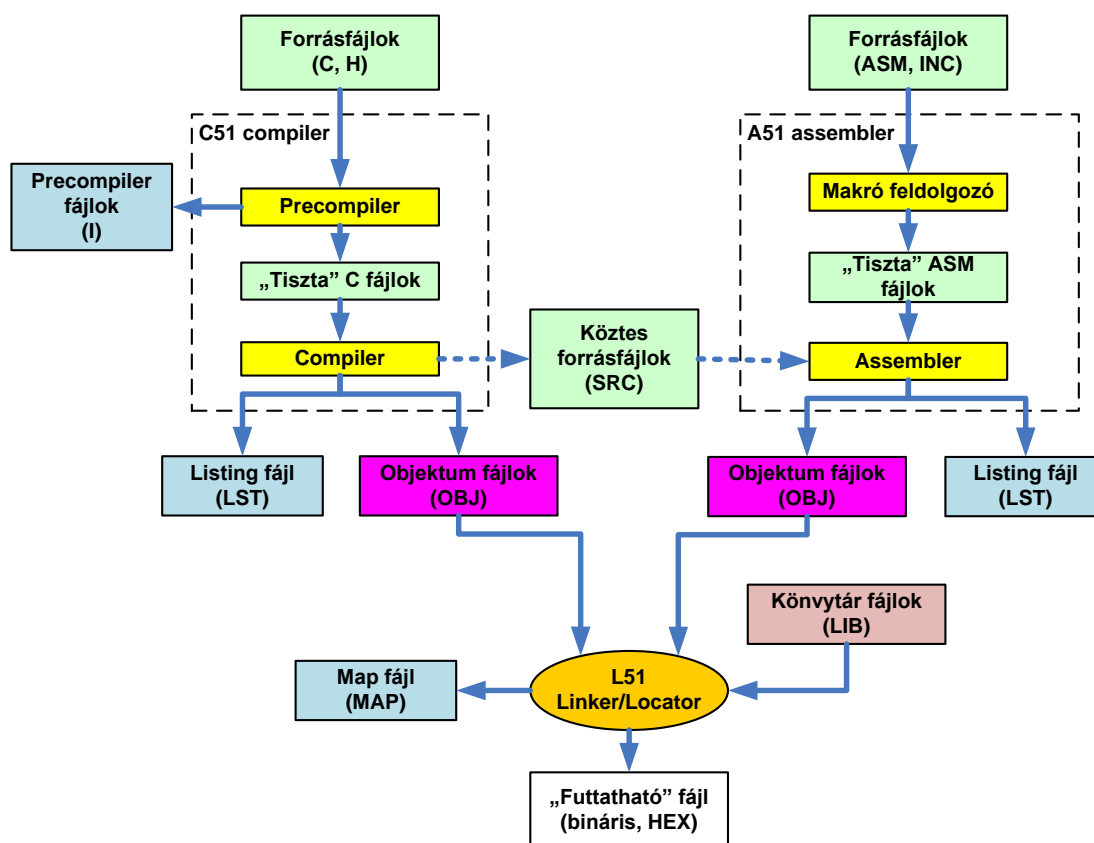 Forrásfájlok
(C, H)
Forrásfájlok
(ASM, INC)
C51 compiler
A51 assembler
Precompiler
fájlok
(I)
Precompiler
Makró feldolgozó
„Tiszta” C fájlok
„Tiszta” ASM
fájlok
Compiler
Köztes
forrásfájlok
(SRC)
Assembler
Listing fájl
(LST)
Objektum fájlok
(OBJ)
Objektum fájlok
(OBJ)
Listing fájl
(LST)
Könvytár fájlok
(LIB)
Map fájl
(MAP)
L51
Linker/Locator
„Futtatható” fájl
(bináris, HEX)